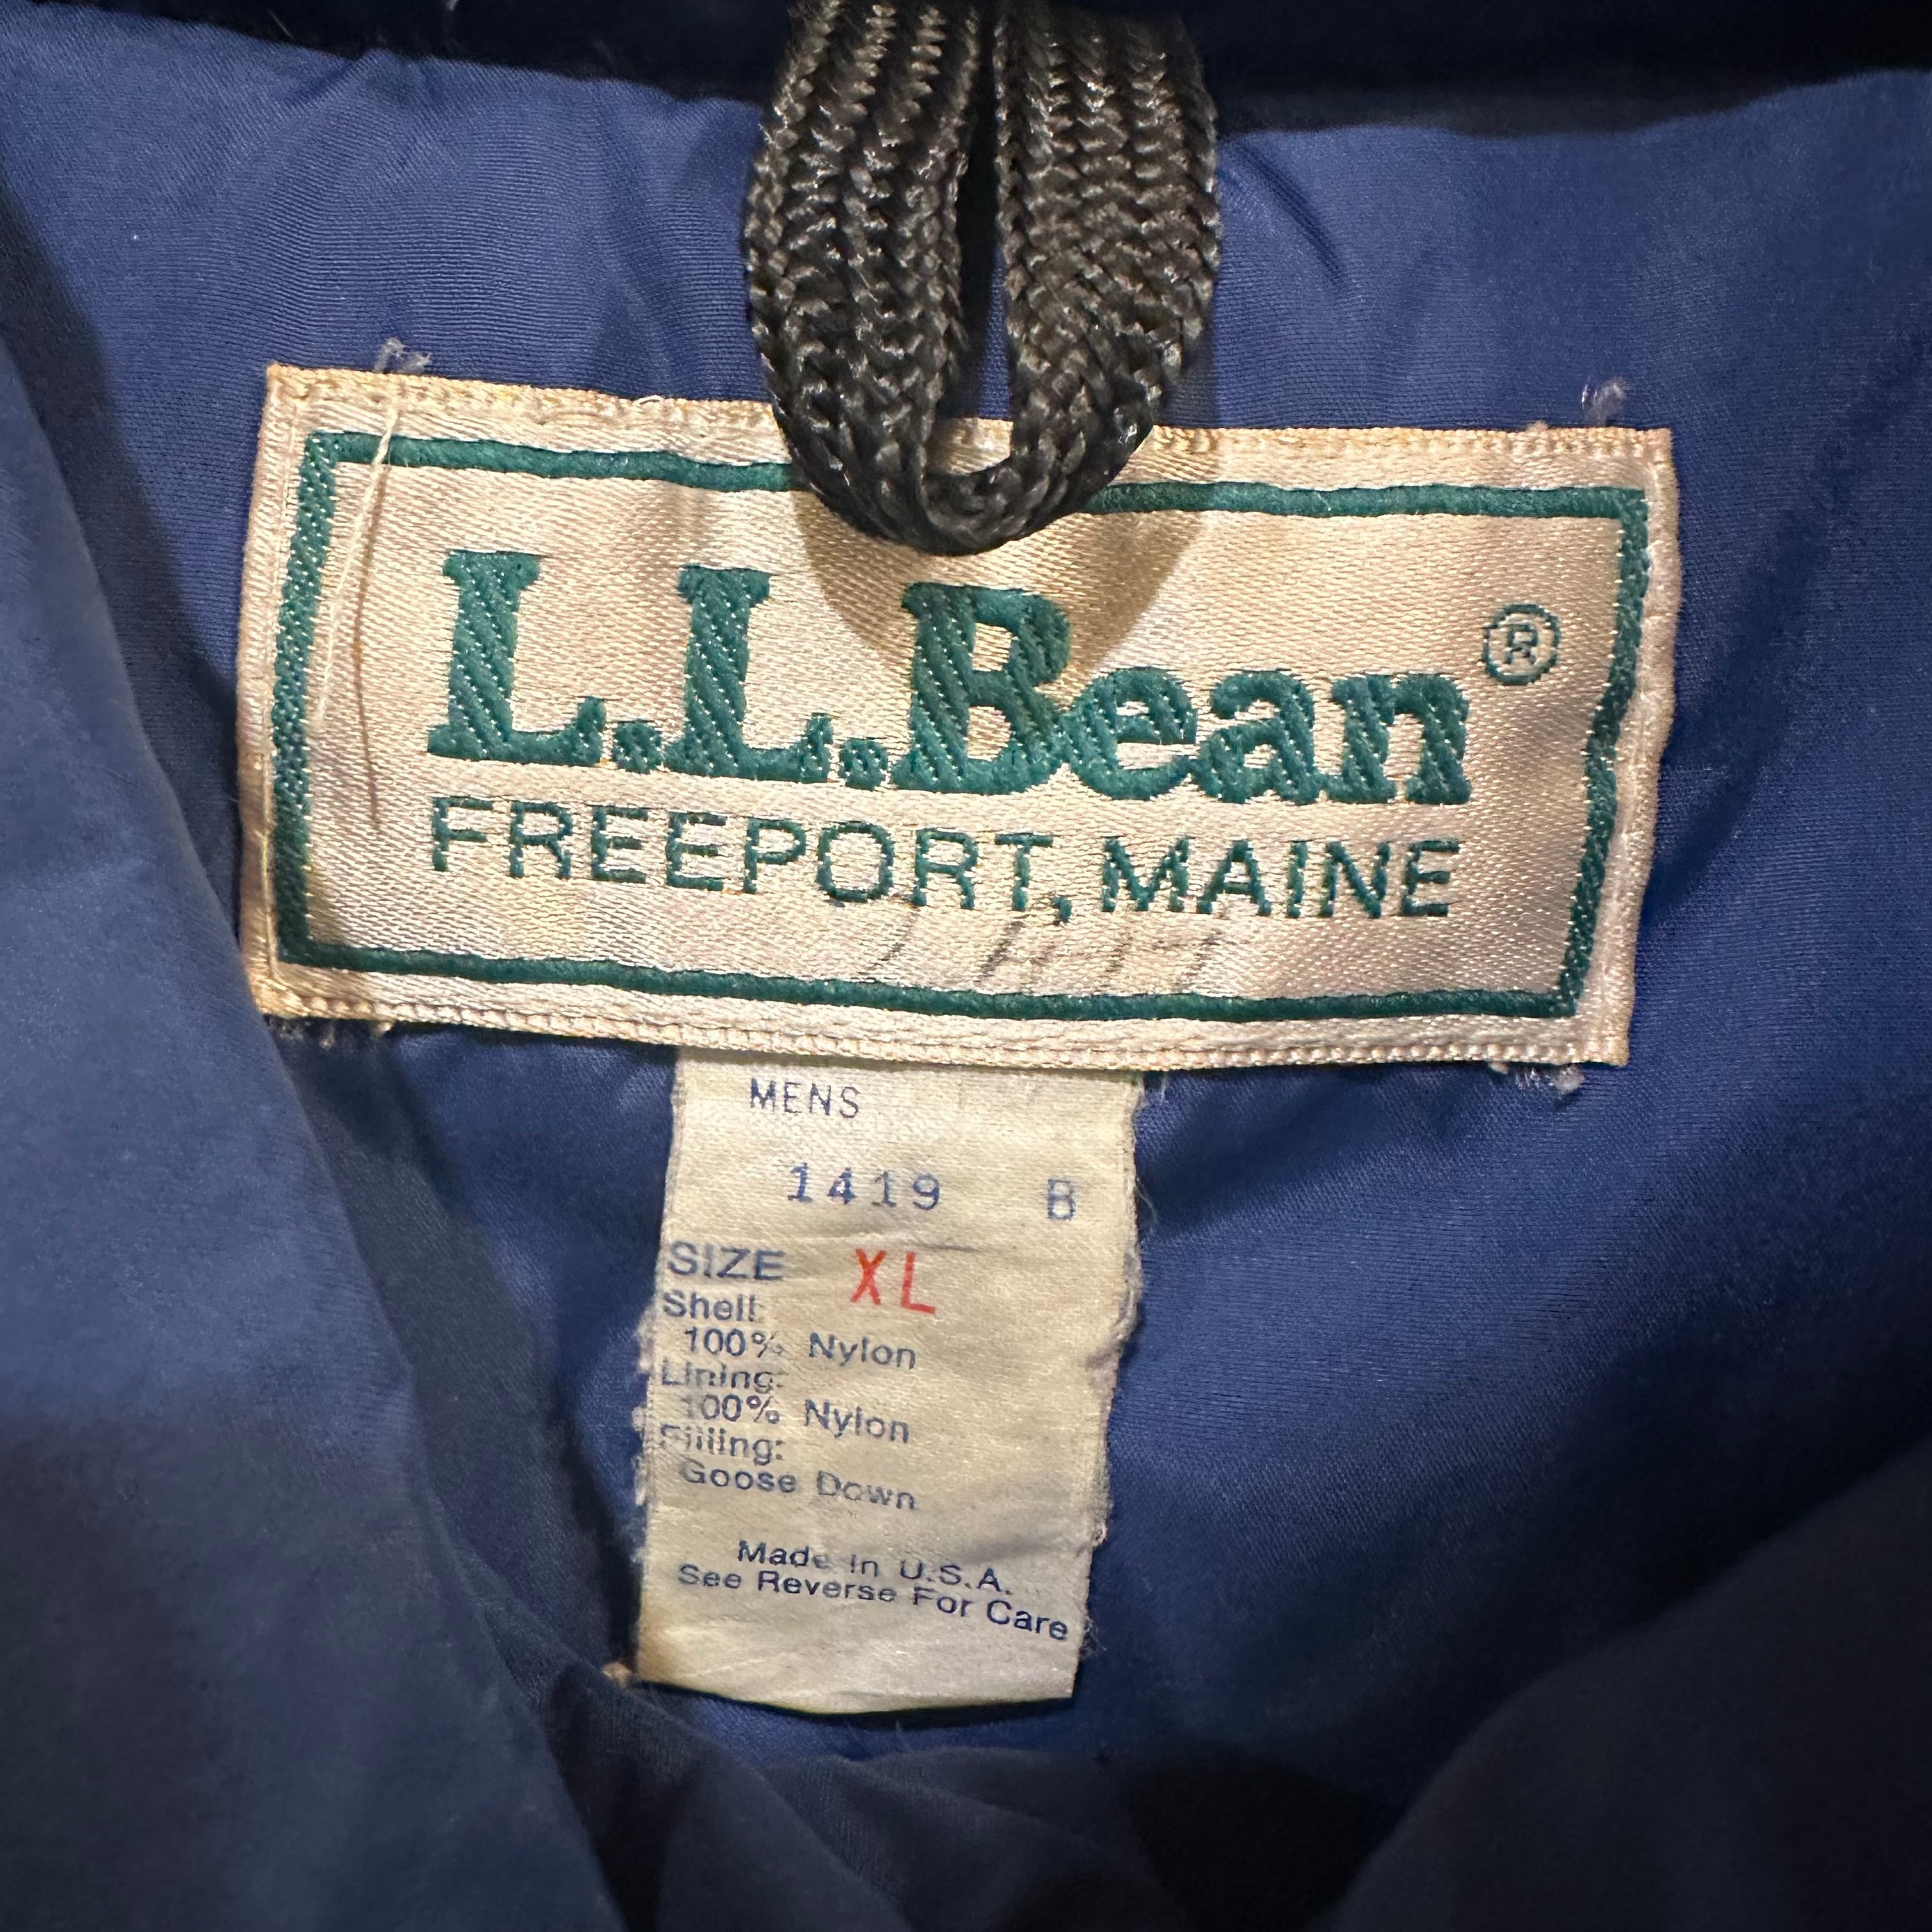 L.L.Bean®
FREEPORT, MAINE
MENS
1419 B
SIZE XL
Shell:
100% Nylon
Lining:
100% Nylon
Filling:
Goose Down
Made in U.S.A.
See Reverse For Care